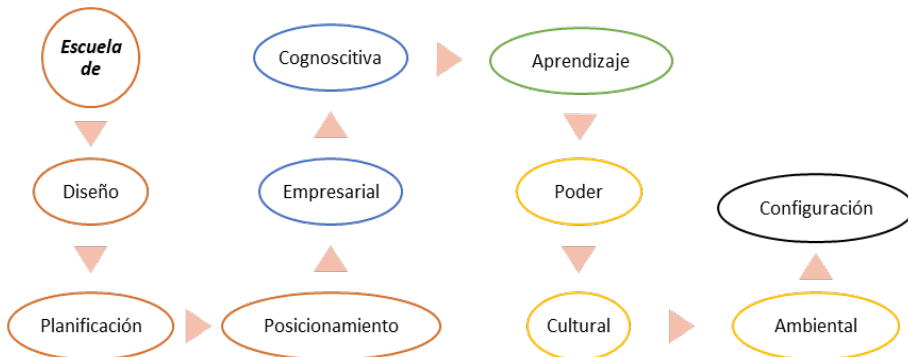 Escuela
de
Diseño
Planificación
Posicionamiento
Empresarial
Cognoscitiva
Aprendizaje
Poder
Cultural
Ambiental
Configuración